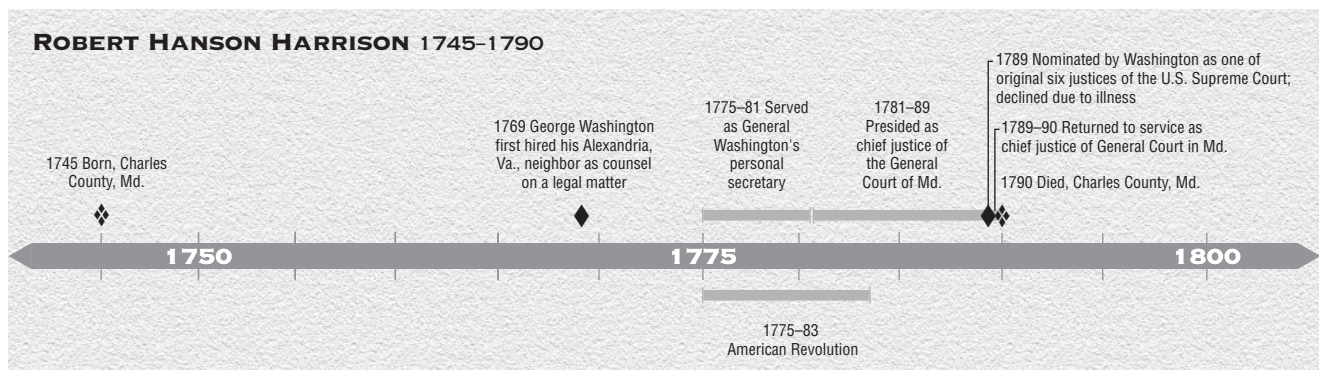 ROBERT HANSON HARRISON 1745–1790
1745 Born, Charles
County, Md.
1769 George Washington
first hired his Alexandria,
Va., neighbor as counsel
on a legal matter
1775–81 Served
as General
Washington's
personal
secretary
1781–89
Presided as
chief justice of
the General
Court of Md.
1789 Nominated by Washington as one of
original six justices of the U.S. Supreme Court;
declined due to illness
1789–90 Returned to service as
chief justice of General Court in Md.
1790 Died, Charles County, Md.
1750
1775
1800
1775–83
American Revolution